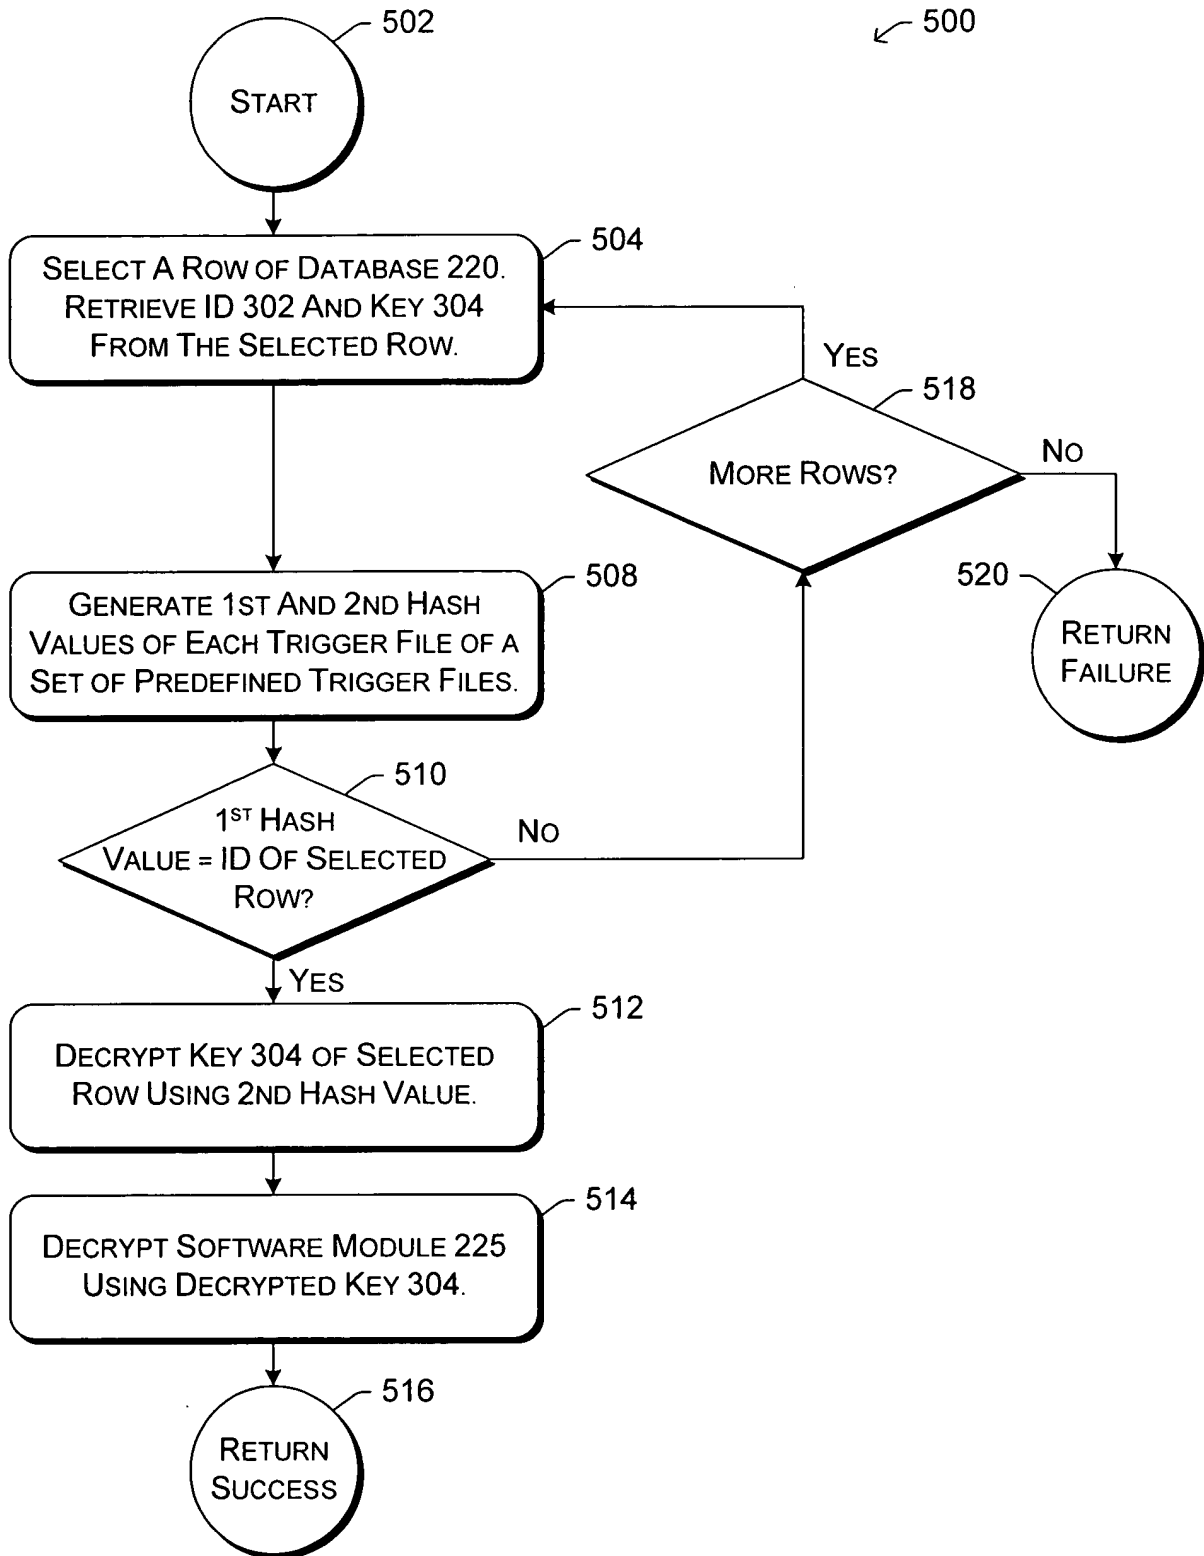 502
500
START
504
SELECT A ROW OF DATABASE 220.
RETRIEVE ID 302 AND KEY 304
FROM THE SELECTED ROW.
YES
518
MORE ROWS?
NO
508
GENERATE 1ST AND 2ND HASH
VALUES OF EACH TRIGGER FILE OF A
SET OF PREDEFINED TRIGGER FILES.
520
RETURN
FAILURE
510
1ST HASH
VALUE = ID OF SELECTED
ROW?
NO
YES
512
DECRYPT KEY 304 OF SELECTED
ROW USING 2ND HASH VALUE.
514
DECRYPT SOFTWARE MODULE 225
USING DECRYPTED KEY 304.
516
RETURN
SUCCESS